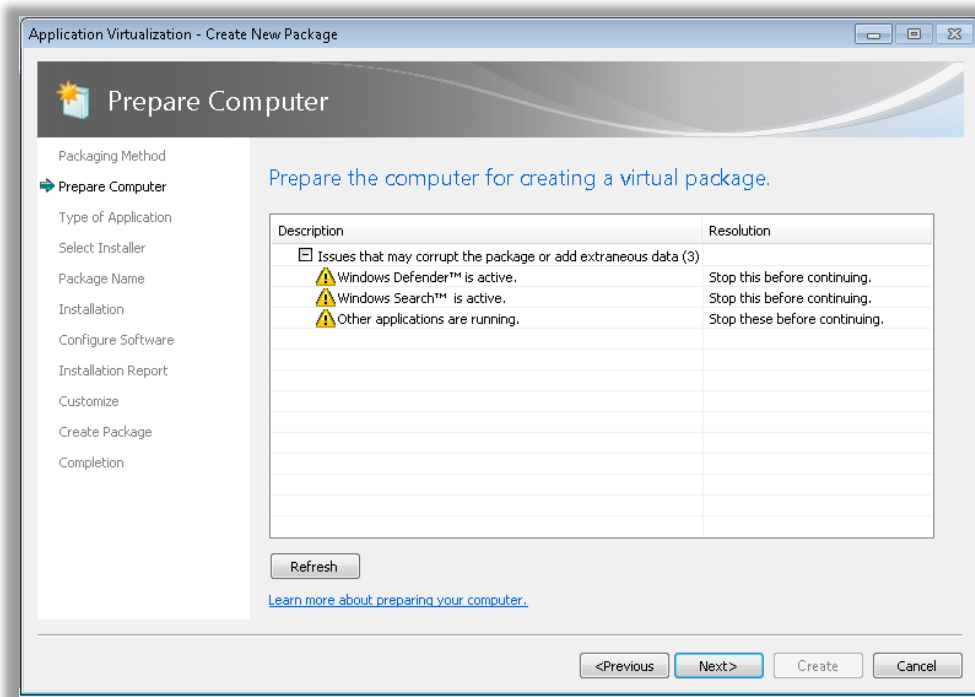 Application Virtualization - Create New Package
Prepare Computer
Packaging Method
Prepare Computer
Type of Application
Select Installer
Package Name
Installation
Configure Software
Installation Report
Customize
Create Package
Completion
Prepare the computer for creating a virtual package.
Description Resolution
Issues that may corrupt the package or add extraneous data (3)
Windows Defender™ is active. Stop this before continuing.
Windows Search™ is active. Stop this before continuing.
Other applications are running. Stop these before continuing.
Refresh
Learn more about preparing your computer.
<Previous Next> Create Cancel